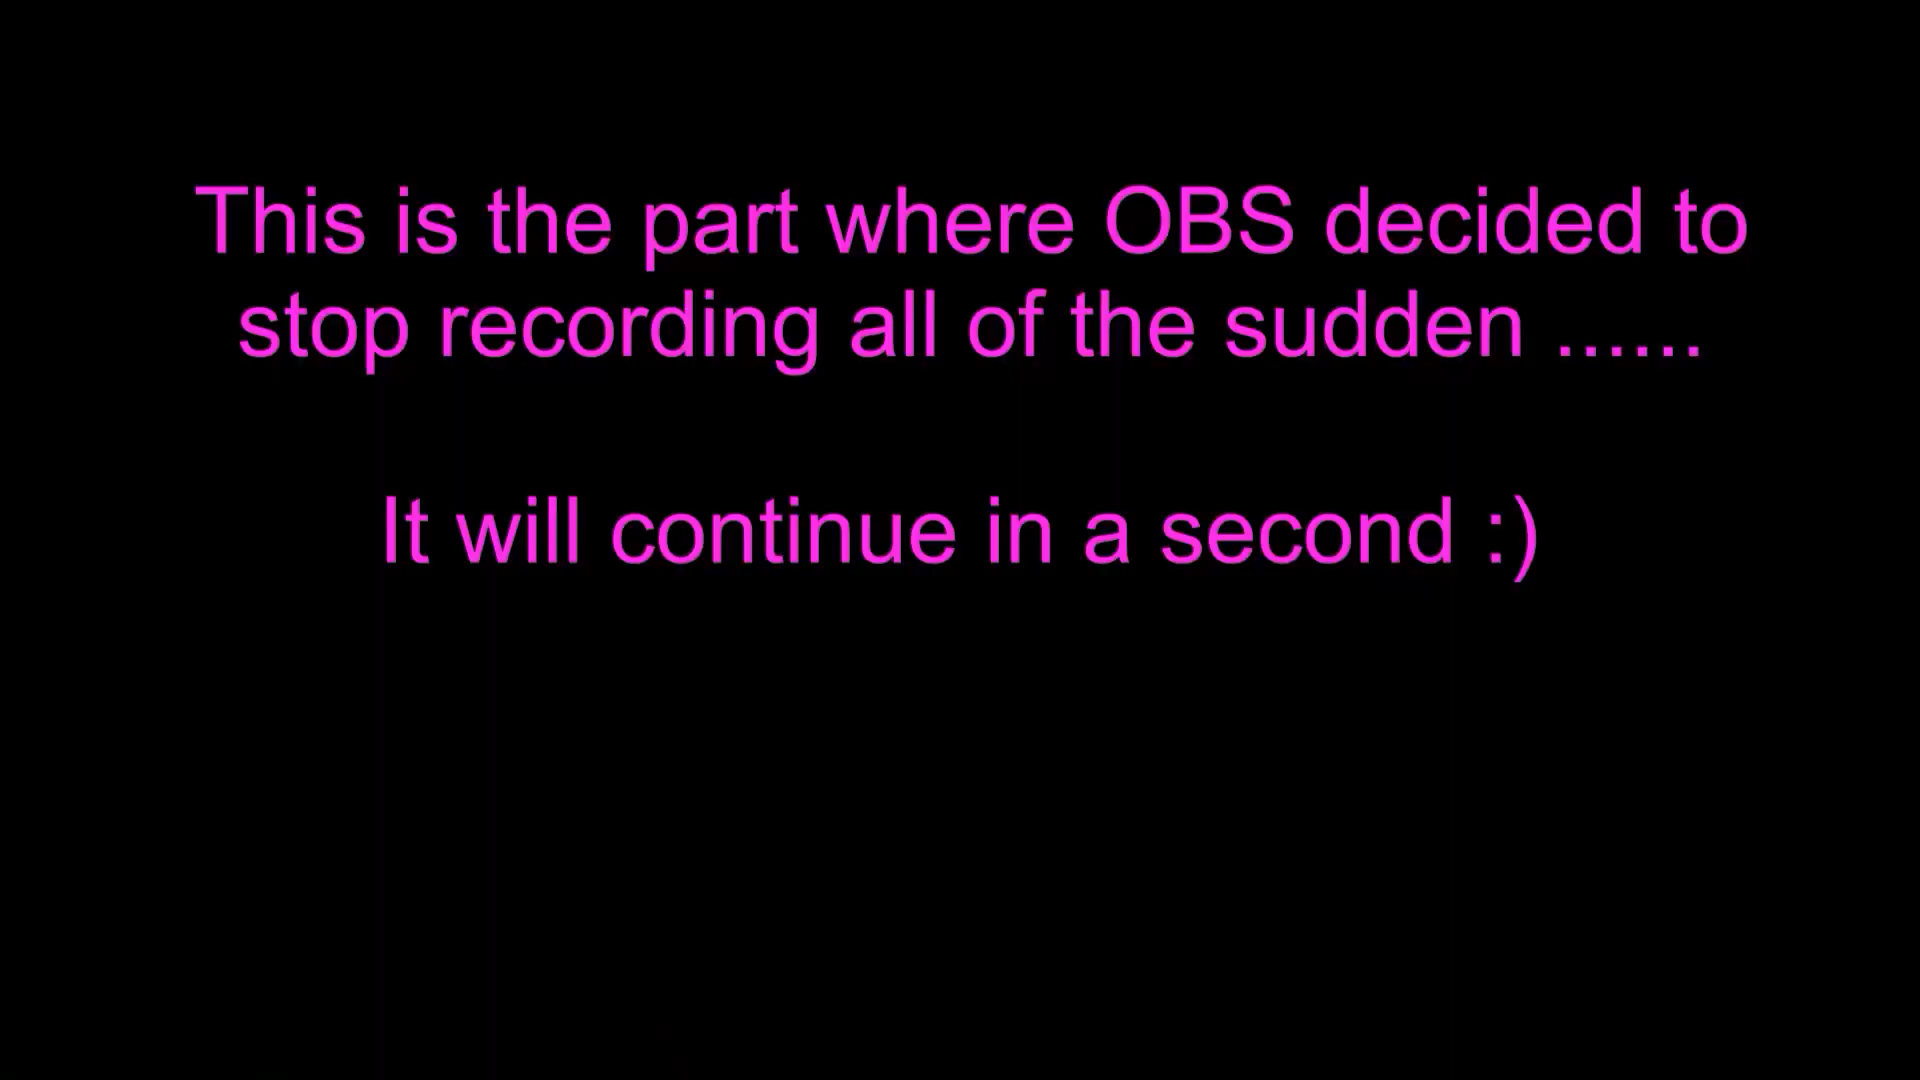 This is the part where OBS decided to
stop recording all of the sudden ......
It will continue in a second :)